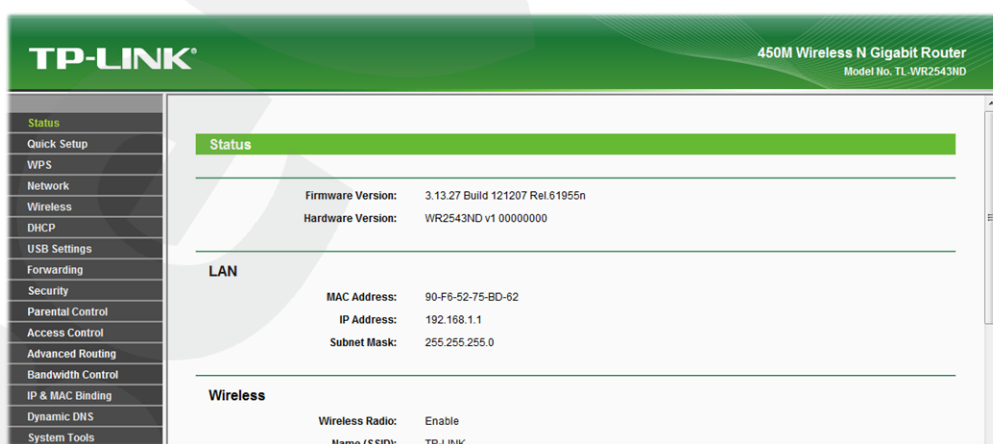 TP-LINK®
450M Wireless N Gigabit Router
Model No. TL-WR2543ND
Status
Quick Setup
WPS
Network
Wireless
DHCP
USB Settings
Forwarding
Security
Parental Control
Access Control
Advanced Routing
Bandwidth Control
IP & MAC Binding
Dynamic DNS
System Tools
Status
Firmware Version: 3.13.27 Build 121207 Rel.61955n
Hardware Version: WR2543ND v1 00000000
LAN
MAC Address: 90-F6-52-75-BD-62
IP Address: 192.168.1.1
Subnet Mask: 255.255.255.0
Wireless
Wireless Radio: Enable
Name (SSID): TP-LINK